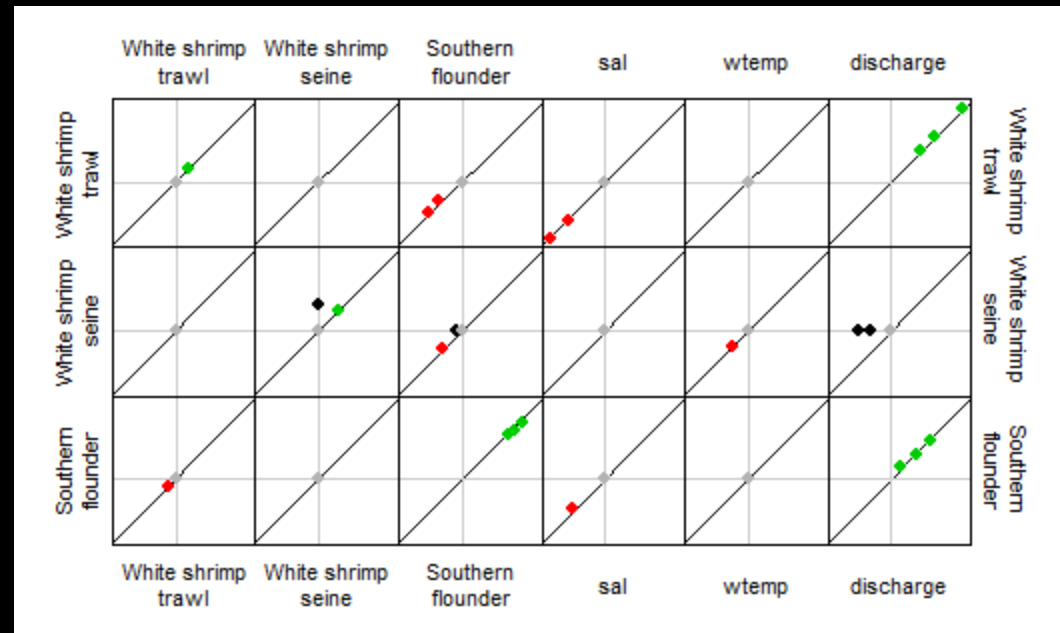 White shrimp
trawl
White shrimp
seine
Southern
flounder
sal
wtemp
discharge
White shrimp
trawl
White shrimp
trawl
White shrimp
seine
White shrimp
seine
Southern
flounder
Southern
flounder
White shrimp
trawl
White shrimp
seine
Southern
flounder
sal
wtemp
discharge